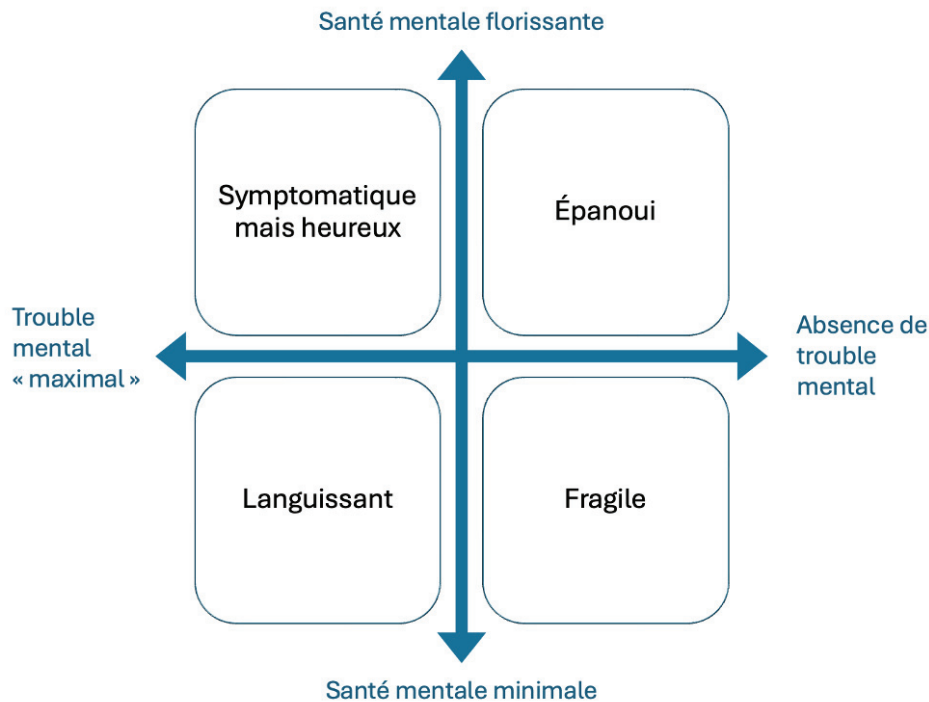 Santé mentale florissante
Symptomatique
mais heureux
Épanoui
Trouble
mental
« maximal »
Absence de
trouble
mental
Languissant
Fragile
Santé mentale minimale